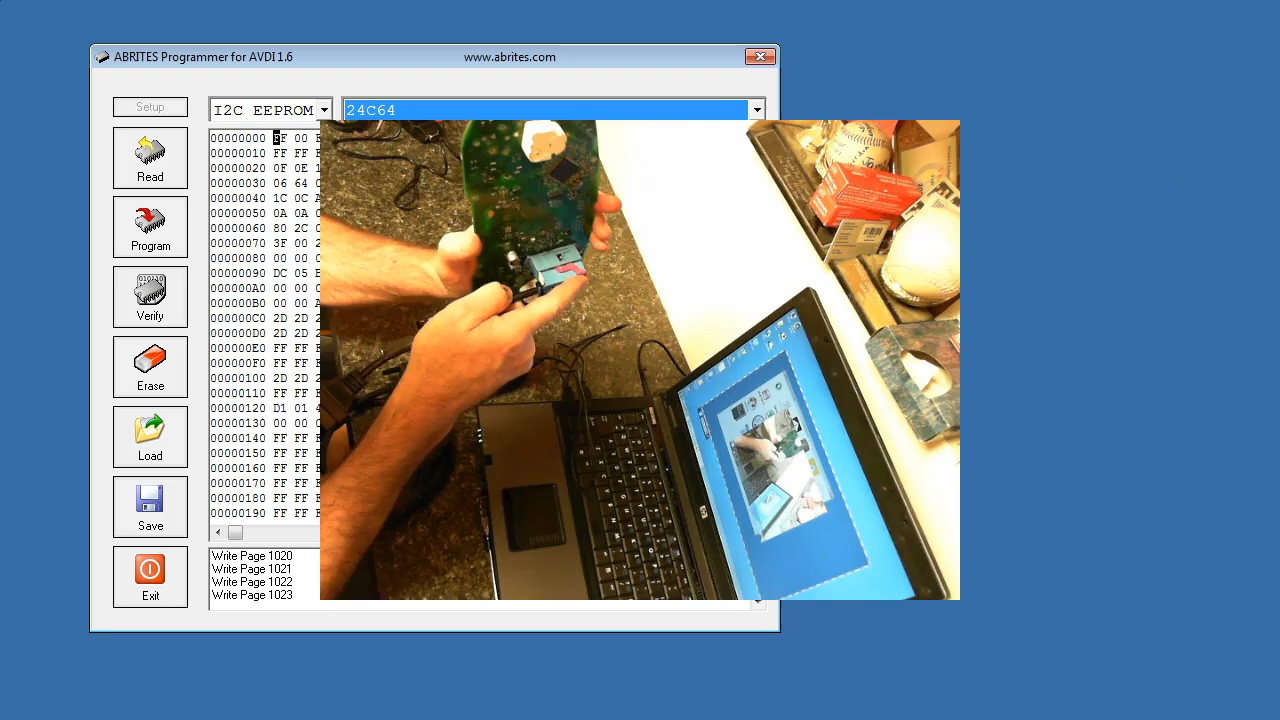 ABRITES Programmer for AVDI 1.6 www.abrites.com
Setup
I2C EEPROM 24C64
Read
Program
Verify
Erase
Load
Save
Exit
00000000 FF 00
00000010 FF FF
00000020 0F 0E
00000030 06 64
00000040 1C 0C
00000050 0A 0A
00000060 80 2C
00000070 3F 00
00000080 00 00
00000090 DC 05
000000A0 00 00
000000B0 00 00
2D 2D
2D 2D
000000E0 FF FF
000000F0 FF FF
00000100 2D 2D
00000110 FF FF
00000120 D1 01
00000130 00 00
00000140 FF FF
00000150 FF FF
00000160 FF FF
00000170 FF FF
00000180 FF FF
00000190 FF FF
Write Page 1020
Write Page 1021
Write Page 1022
Write Page 1023
hp